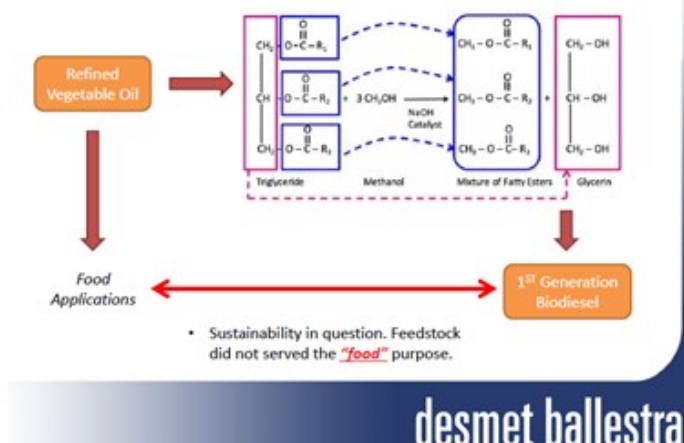 Refined
Vegetable Oil
O
CH₂ O-C-R₁
O
CH O-C-R₂ + 3 CH₃OH
NaOH
Catalyst
O
CH₂ O-C-R₃
O
CH₃-O-C-R₁
O
CH₃-O-C-R₂ +
O
CH₃-O-C-R₃
CH₂-OH
CH-OH
CH₂-OH
Triglyceride Methanol Mixture of Fatty Esters Glycerin
Food
Applications
1ST Generation
Biodiesel
• Sustainability in question. Feedstock
did not served the "food" purpose.
desmet ballestra